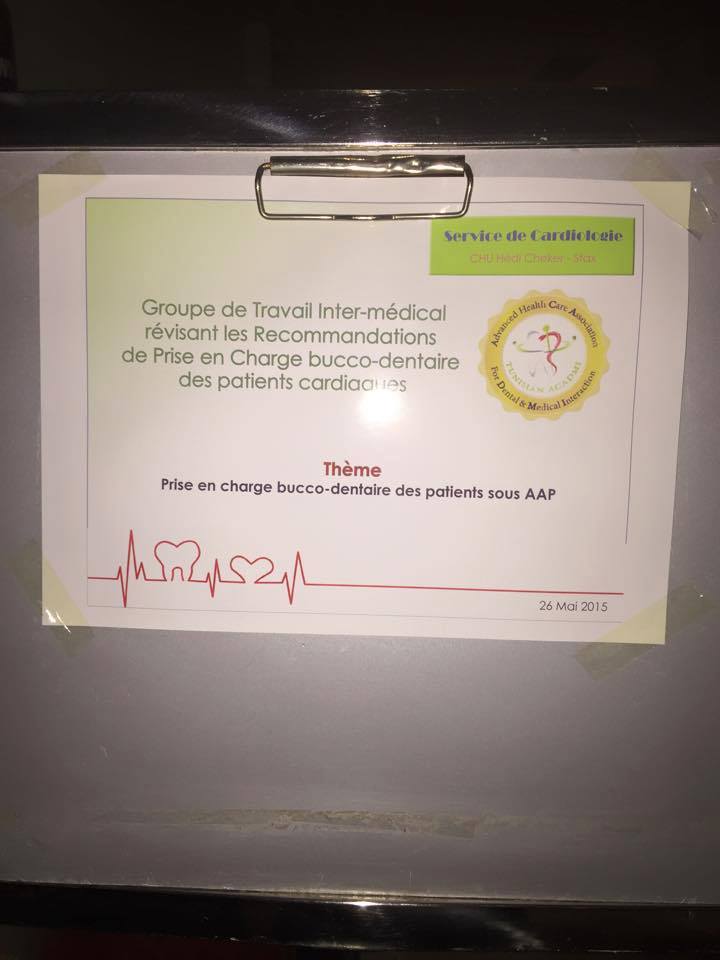 Service de Cardiologie
CHU Hédi Cheker - Sfax
Groupe de Travail Inter-médical
révisant les Recommandations
de Prise en Charge bucco-dentaire
des patients cardiaques
Advanced Health Care Association
TUNISIAN ACADMI
For Dental & Medical Interaction
Thème
Prise en charge bucco-dentaire des patients sous AAP
26 Mai 2015